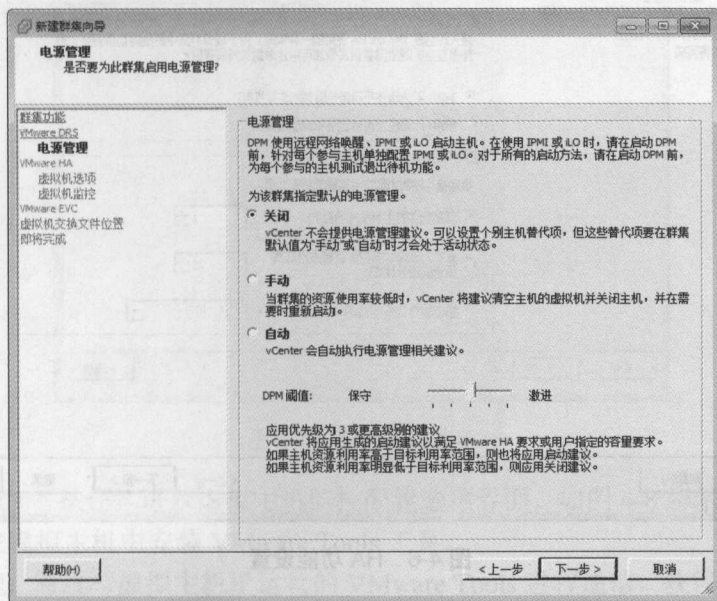 新建群集向导
电源管理
是否要为此群集启用电源管理?
群集功能
VMware DRS
电源管理
VMware HA
虚拟机选项
虚拟机监控
VMware EVC
虚拟机交换文件位置
即将完成
电源管理
DPM 使用远程网络唤醒、IPMI 或 iLO 启动主机。在使用 IPMI 或 iLO 时，请在启动 DPM
前，针对每个参与主机单独配置 IPMI 或 iLO。对于所有的启动方法，请在启动 DPM 前，
为每个参与的主机测试退出待机功能。
为该群集指定默认的电源管理。
关闭
vCenter 不会提供电源管理建议。可以设置个别主机替代项，但这些替代项要在群集
默认值为"手动"或"自动"时才会处于活动状态。
手动
当群集的资源使用率较低时，vCenter 将建议清空主机的虚拟机并关闭主机，并在需
要时重新启动。
自动
vCenter 会自动执行电源管理相关建议。
DPM 阈值: 保守 激进
应用优先级为 3 或更高级别的建议
vCenter 将应用生成的启动建议以满足 VMware HA 要求或用户指定的容量要求。
如果主机资源利用率高于目标利用率范围，则也将应用启动建议。
如果主机资源利用率明显低于目标利用率范围，则应用关闭建议。
帮助(H) <上一步 下一步> 取消